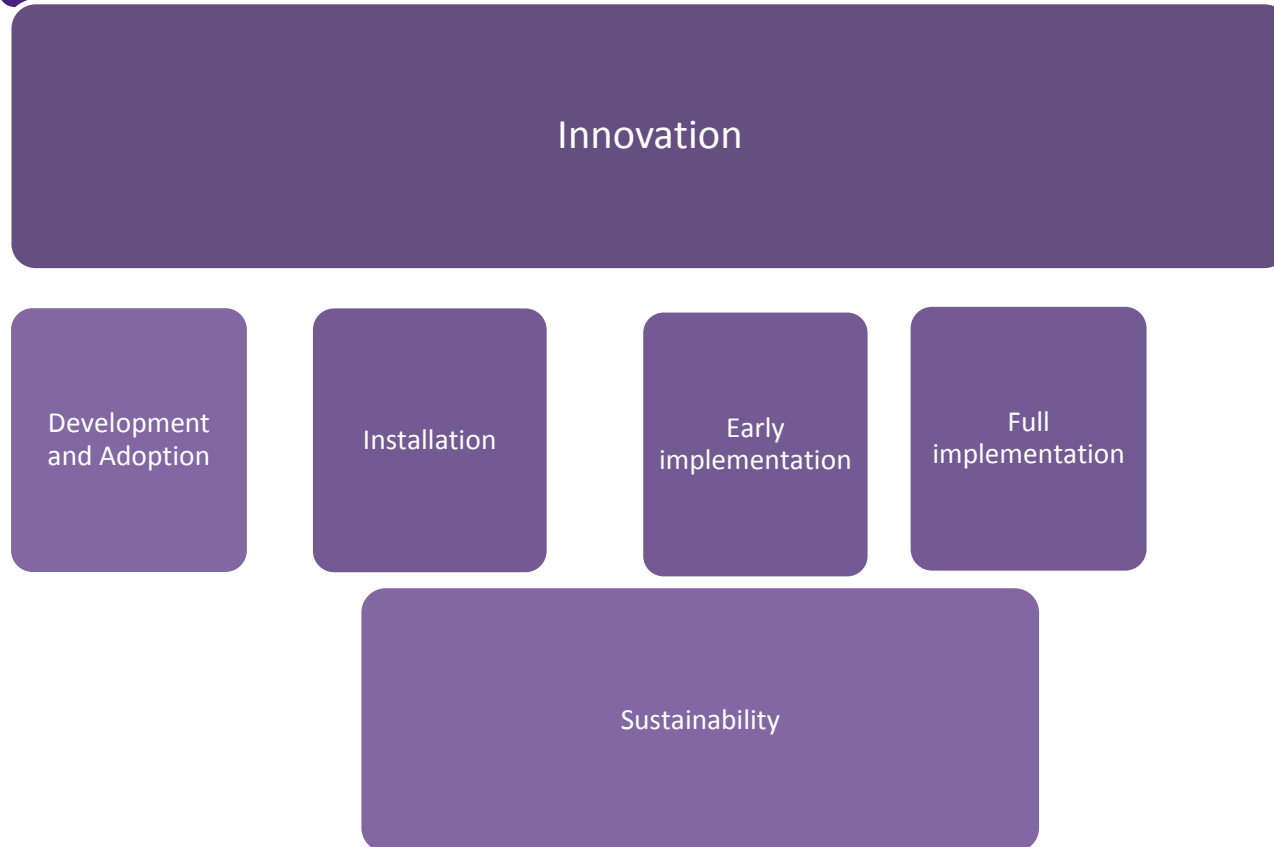 Innovation
Development
and Adoption
Installation
Early
implementation
Full
implementation
Sustainability